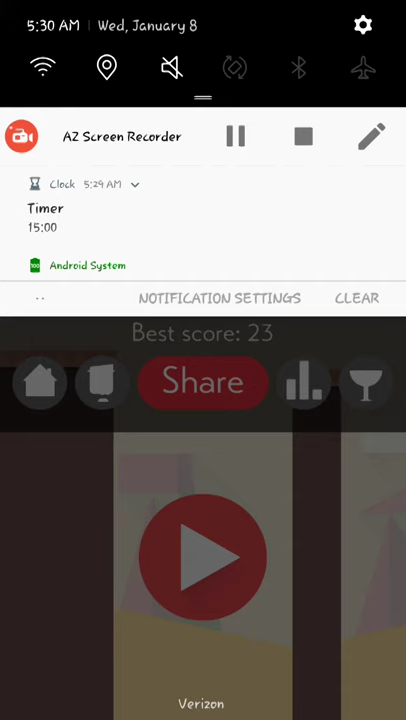 5:30 AM | Wed, January 8
AZ Screen Recorder
Clock 5:29 AM
Timer
15:00
100 Android System
NOTIFICATION SETTINGS CLEAR
Best score: 23
Share
Verizon